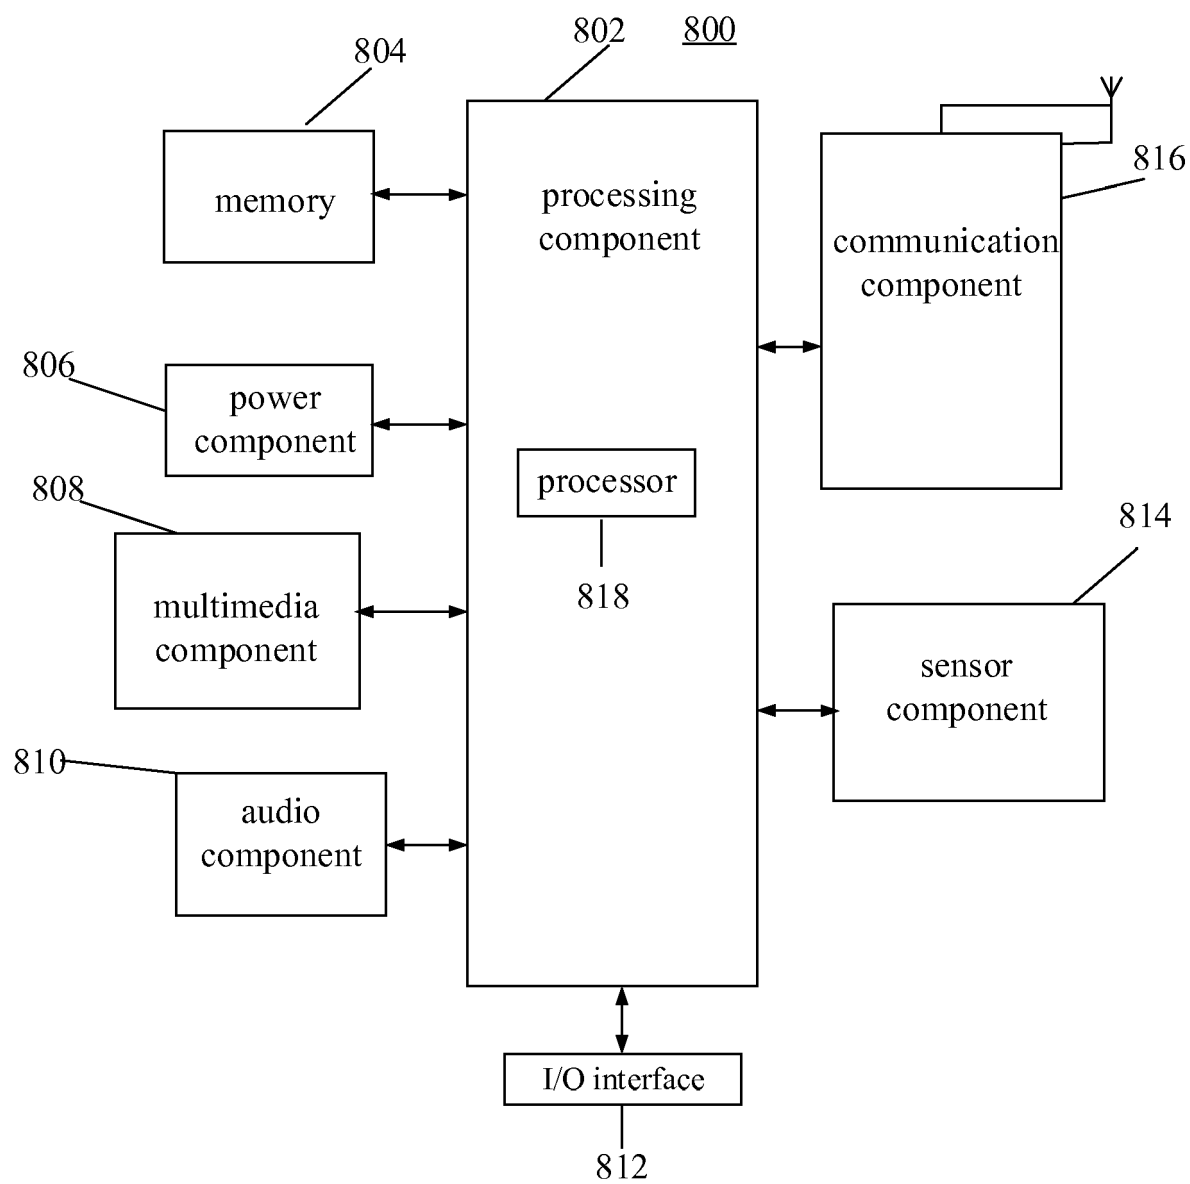 802
800
804
816
memory
processing
component
communication
component
806
power
component
808
processor
814
818
multimedia
component
sensor
component
810
audio
component
I/O interface
812